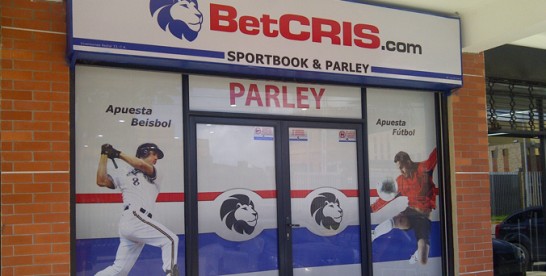 BetCRIS.com
SPORTBOOK & PARLEY
PARLEY
Apuesta
Beisbol
Apuesta
Fútbol